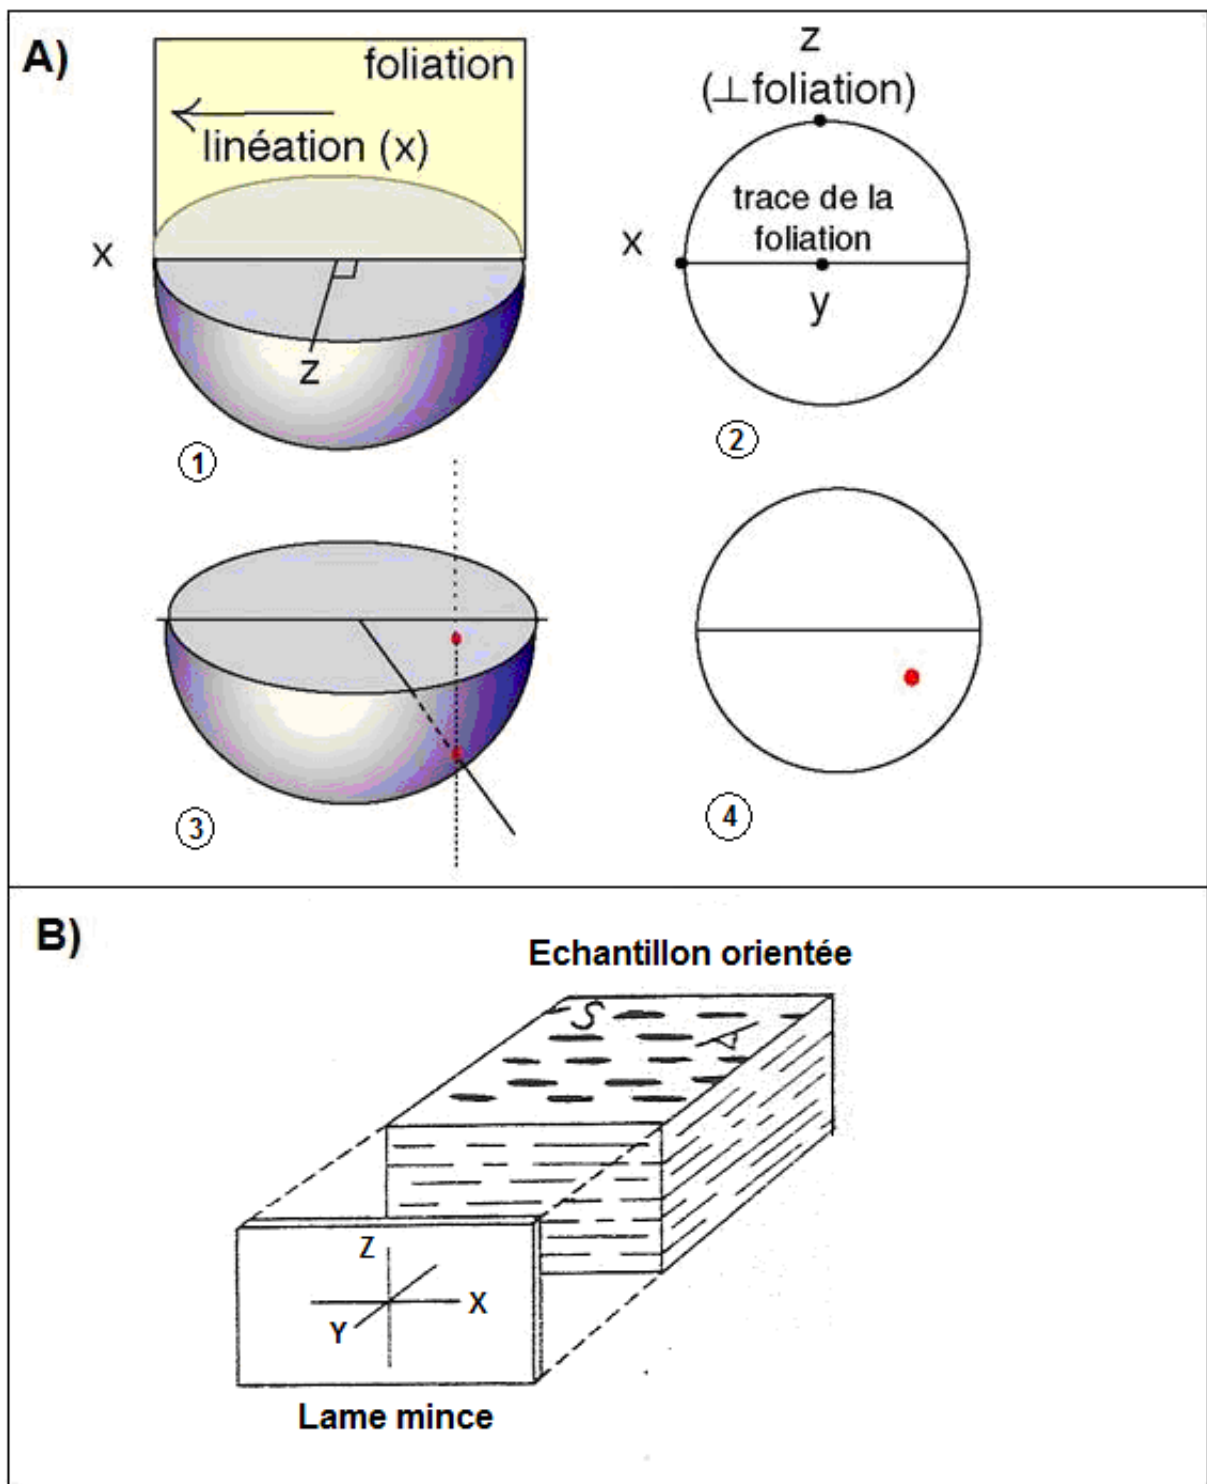 A)
foliation
linéation (x)
x
z
1
z
(⊥foliation)
trace de la
foliation
x
y
2
3
4
B)
Echantillon orientée
S
Z
X
Y
Lame mince